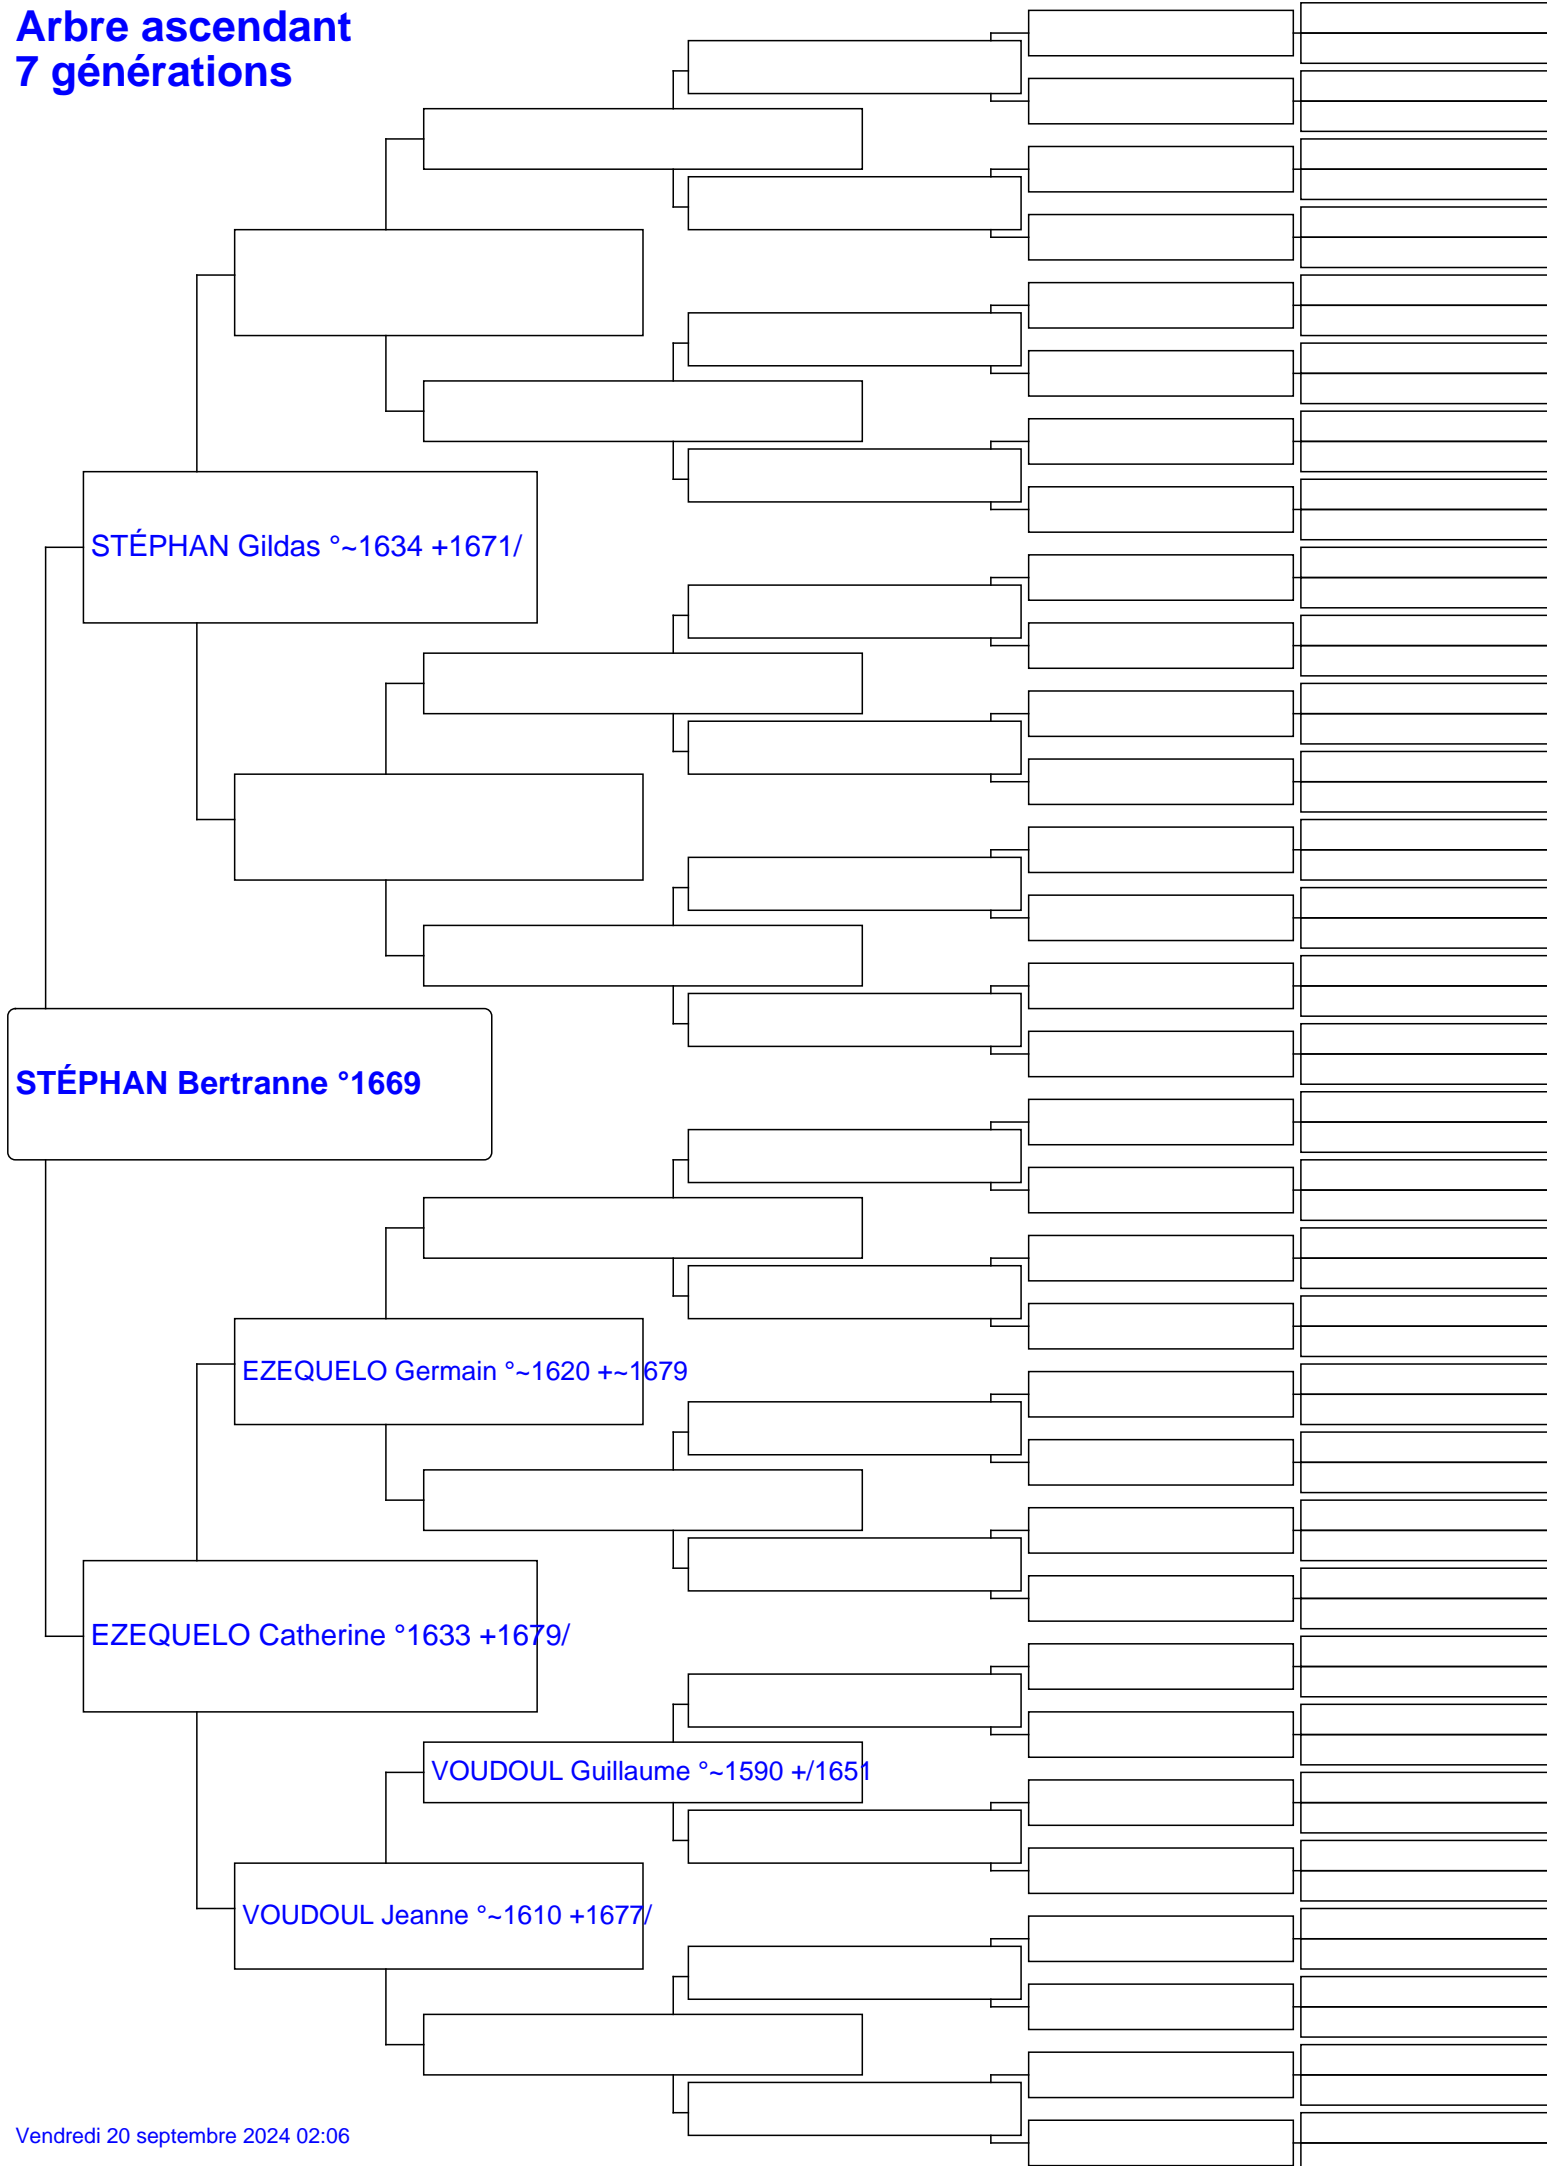 Arbre ascendant
7 générations
STÉPHAN Gildas °~1634 +1671/
STÉPHAN Bertranne °1669
EZEQUELO Germain °~1620 +~1679
EZEQUELO Catherine °1633 +1679/
VOUDOUL Guillaume °~1590 +/1651
VOUDOUL Jeanne °~1610 +1677/
Vendredi 20 septembre 2024 02:06